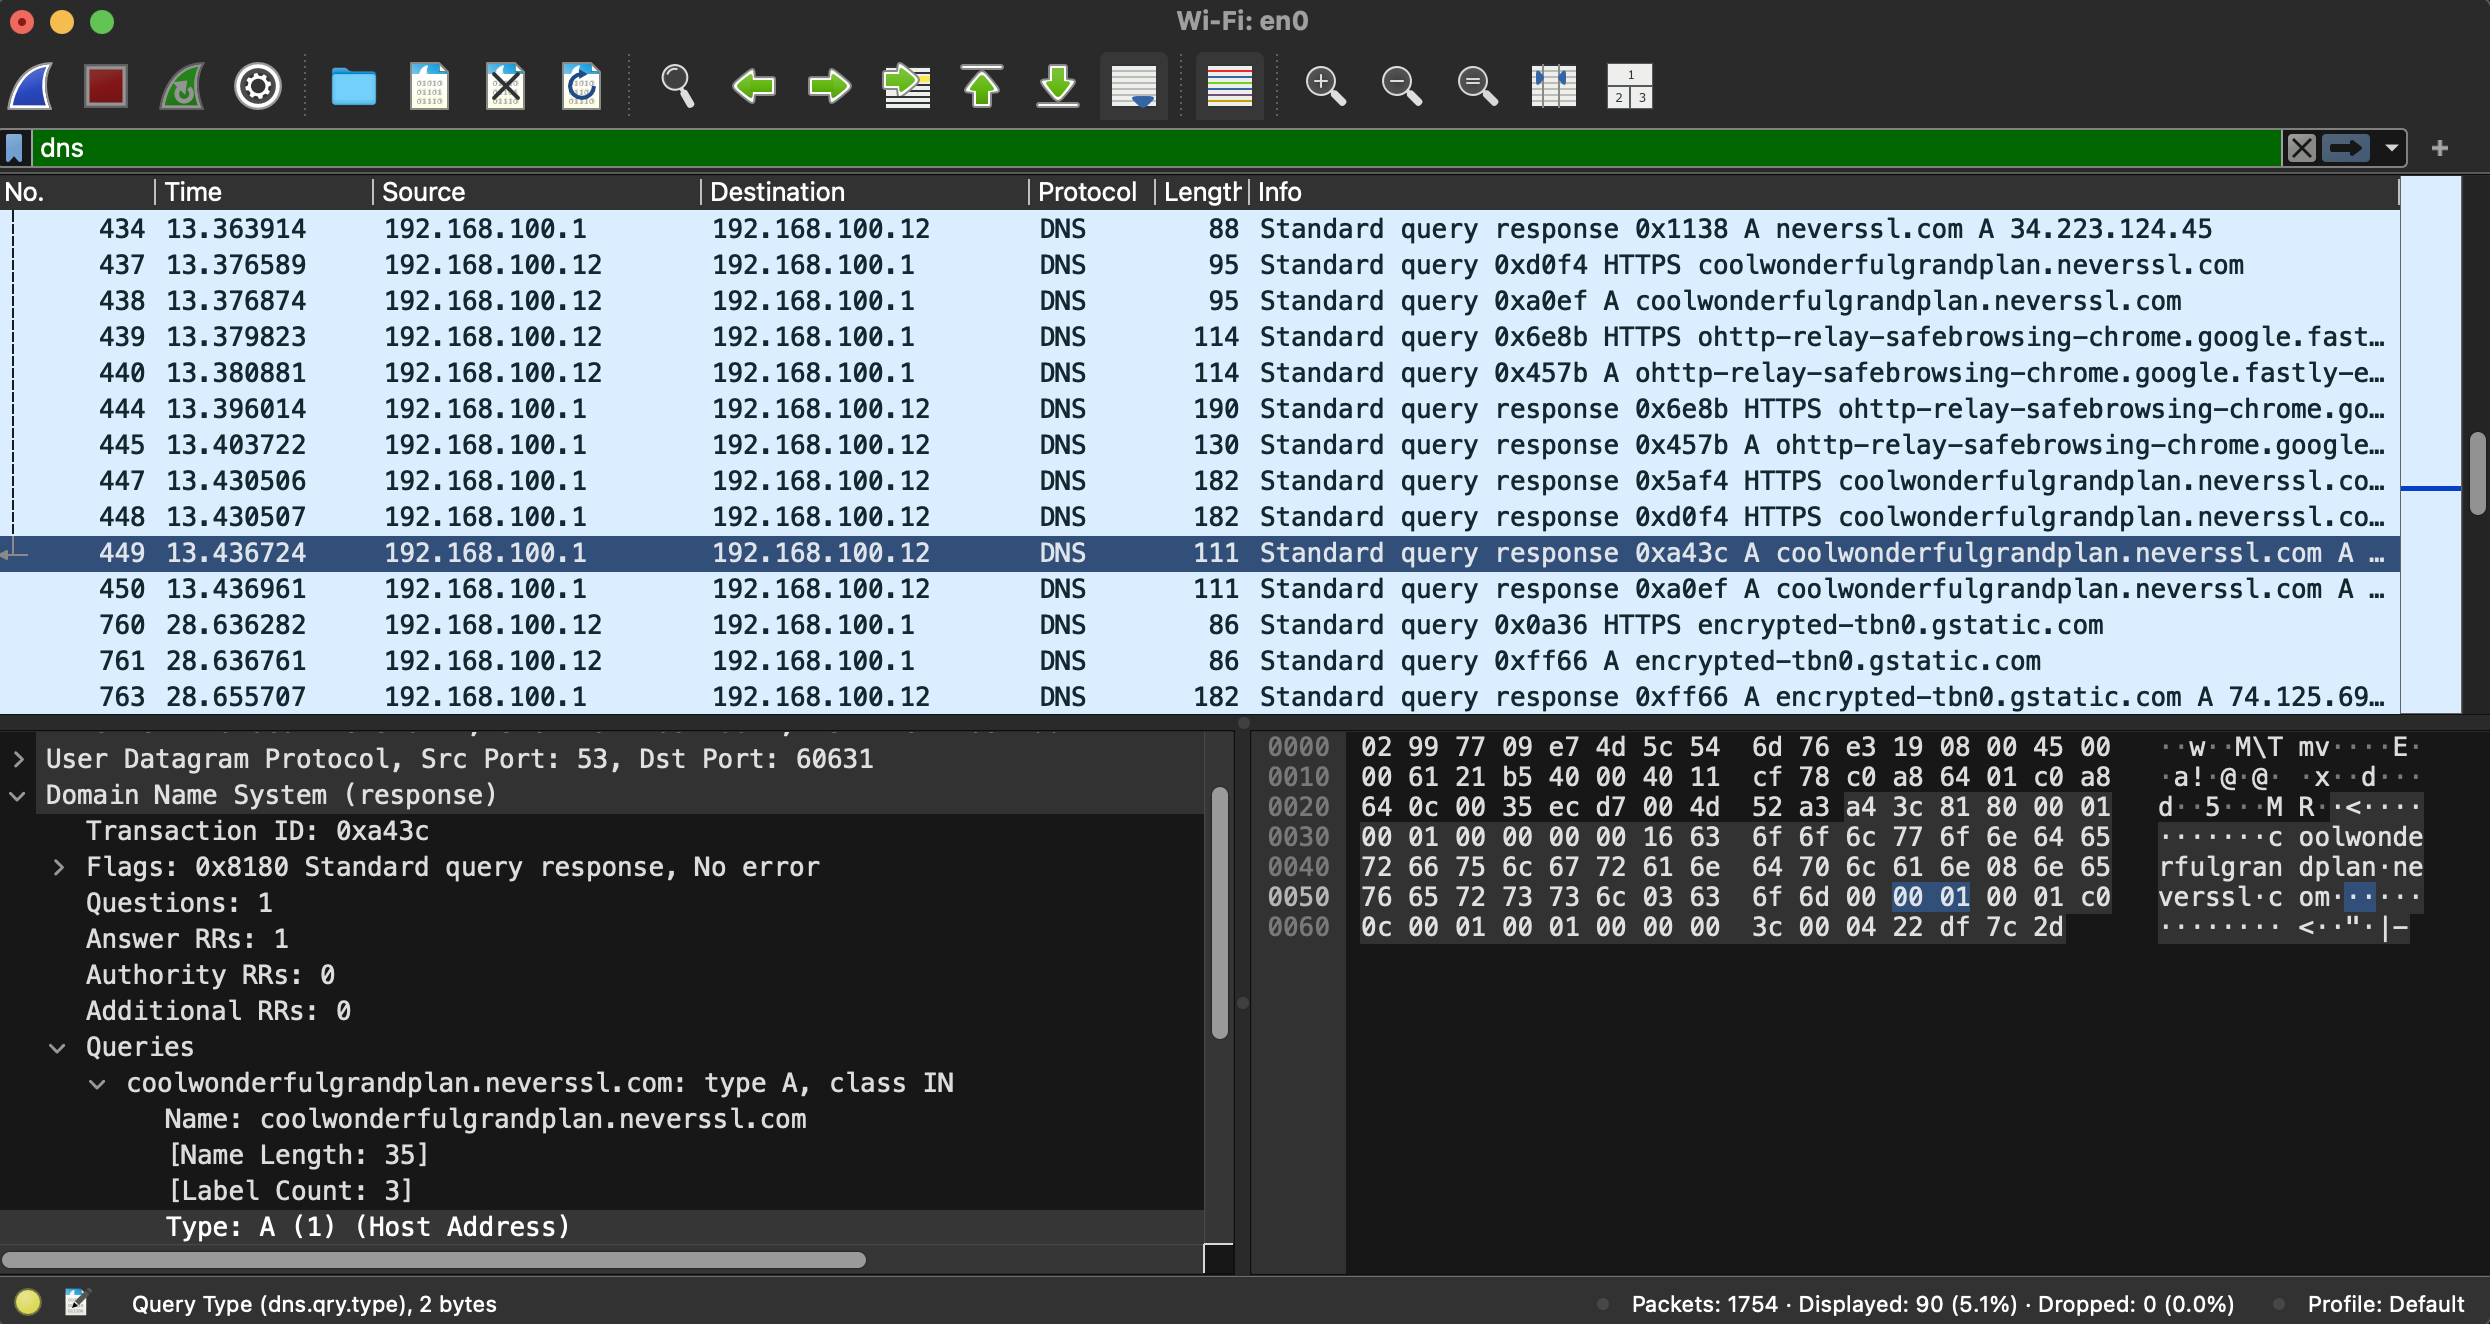 Wi-Fi: en0
dns
No. Time Source Destination Protocol Length Info
434 13.363914 192.168.100.1 192.168.100.12 DNS 88 Standard query response 0x1138 A neverssl.com A 34.223.124.45
437 13.376589 192.168.100.12 192.168.100.1 DNS 95 Standard query 0xd0f4 HTTPS coolwonderfulgrandplan.neverssl.com
438 13.376874 192.168.100.12 192.168.100.1 DNS 95 Standard query 0xa0ef A coolwonderfulgrandplan.neverssl.com
439 13.379823 192.168.100.12 192.168.100.1 DNS 114 Standard query 0x6e8b HTTPS ohttp-relay-safebrowsing-chrome.google.fast…
440 13.380881 192.168.100.12 192.168.100.1 DNS 114 Standard query 0x457b A ohttp-relay-safebrowsing-chrome.google.fastly-e…
444 13.396014 192.168.100.1 192.168.100.12 DNS 190 Standard query response 0x6e8b HTTPS ohttp-relay-safebrowsing-chrome.go…
445 13.403722 192.168.100.1 192.168.100.12 DNS 130 Standard query response 0x457b A ohttp-relay-safebrowsing-chrome.google…
447 13.430506 192.168.100.1 192.168.100.12 DNS 182 Standard query response 0x5af4 HTTPS coolwonderfulgrandplan.neverssl.co…
448 13.430507 192.168.100.1 192.168.100.12 DNS 182 Standard query response 0xd0f4 HTTPS coolwonderfulgrandplan.neverssl.co…
449 13.436724 192.168.100.1 192.168.100.12 DNS 111 Standard query response 0xa43c A coolwonderfulgrandplan.neverssl.com A …
450 13.436961 192.168.100.1 192.168.100.12 DNS 111 Standard query response 0xa0ef A coolwonderfulgrandplan.neverssl.com A …
760 28.636282 192.168.100.12 192.168.100.1 DNS 86 Standard query 0x0a36 HTTPS encrypted-tbn0.gstatic.com
761 28.636761 192.168.100.12 192.168.100.1 DNS 86 Standard query 0xff66 A encrypted-tbn0.gstatic.com
763 28.655707 192.168.100.1 192.168.100.12 DNS 182 Standard query response 0xff66 A encrypted-tbn0.gstatic.com A 74.125.69…
User Datagram Protocol, Src Port: 53, Dst Port: 60631
Domain Name System (response)
Transaction ID: 0xa43c
Flags: 0x8180 Standard query response, No error
Questions: 1
Answer RRs: 1
Authority RRs: 0
Additional RRs: 0
Queries
coolwonderfulgrandplan.neverssl.com: type A, class IN
Name: coolwonderfulgrandplan.neverssl.com
[Name Length: 35]
[Label Count: 3]
Type: A (1) (Host Address)
0000 02 99 77 09 e7 4d 5c 54 6d 76 e3 19 08 00 45 00 ··w··M\T mv····E·
0010 00 61 21 b5 40 00 40 11 cf 78 c0 a8 64 01 c0 a8 ·a!·@·@· ·x··d···
0020 64 0c 00 35 ec d7 00 4d 52 a3 a4 3c 81 80 00 01 d··5···M R··<····
0030 00 01 00 00 00 00 16 63 6f 6f 6c 77 6f 6e 64 65 ·······c oolwonde
0040 72 66 75 6c 67 72 61 6e 64 70 6c 61 6e 08 6e 65 rfulgran dplan·ne
0050 76 65 72 73 73 6c 03 63 6f 6d 00 00 01 00 01 c0 verssl·c om······
0060 0c 00 01 00 01 00 00 00 3c 00 04 22 df 7c 2d ········ <··"·|-
Query Type (dns.qry.type), 2 bytes
Packets: 1754 · Displayed: 90 (5.1%) · Dropped: 0 (0.0%)
Profile: Default